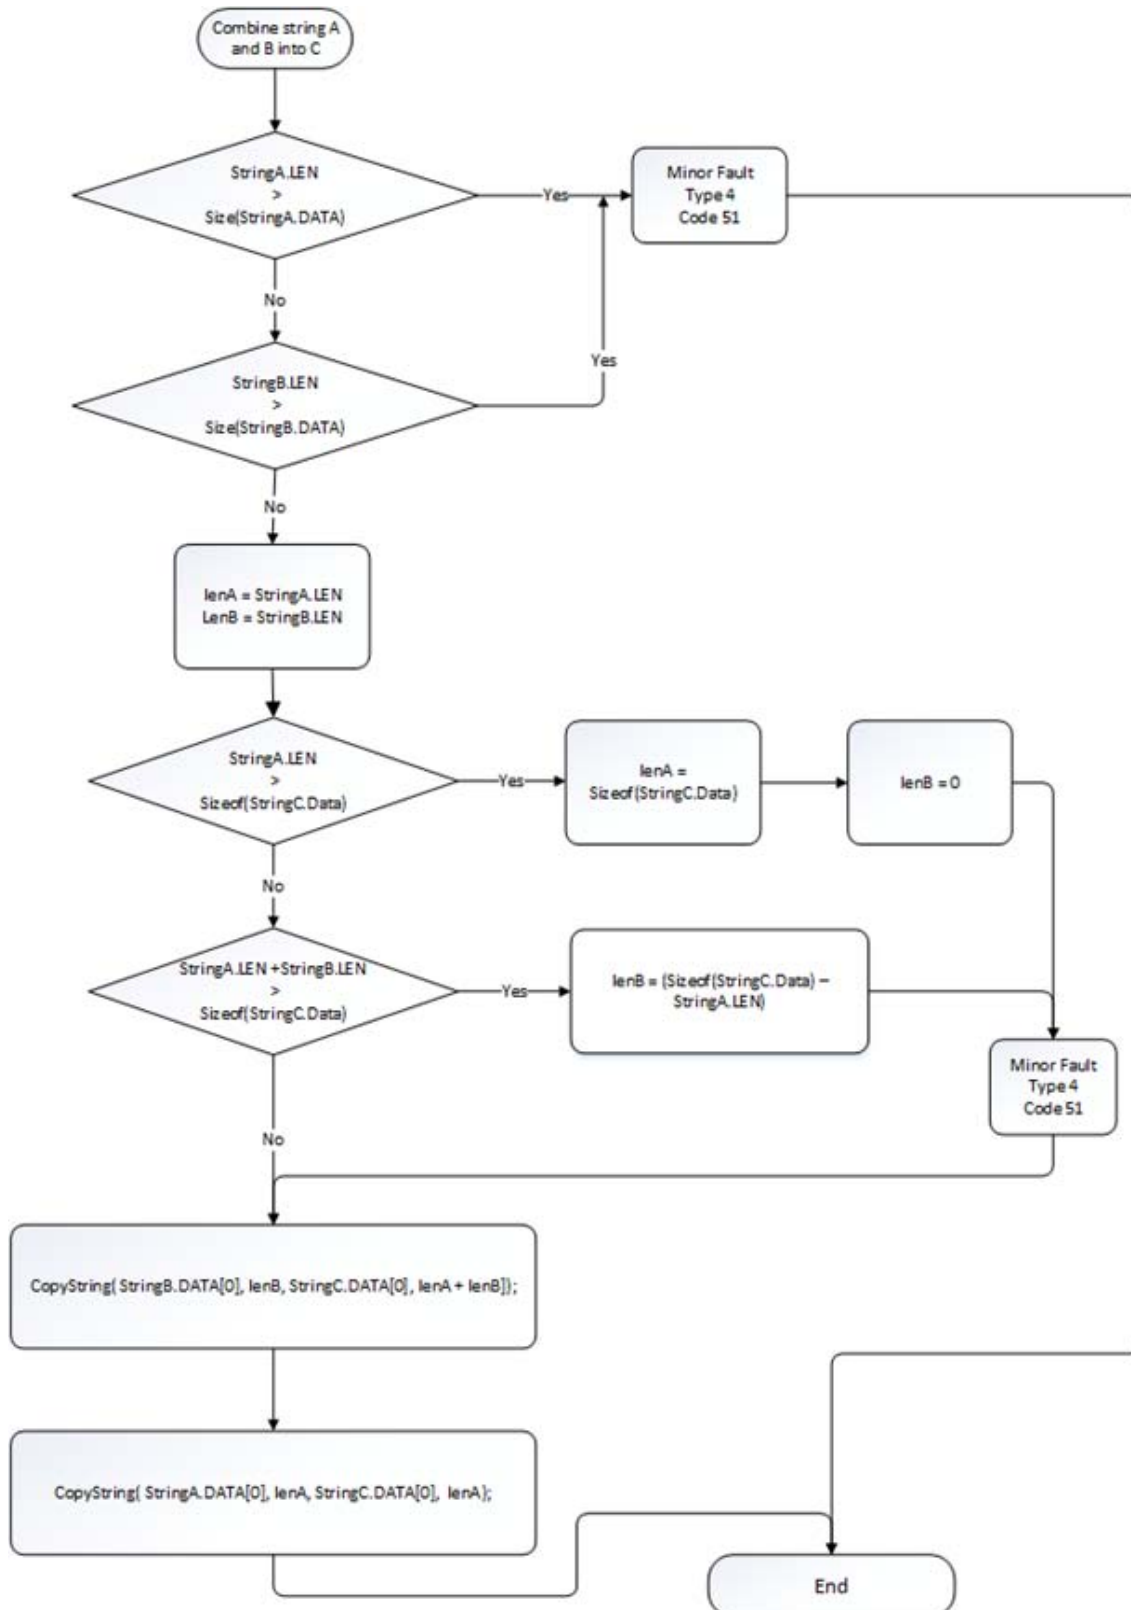 Combine string A
and B into C
StringA.LEN
>
Size(StringA.DATA)
Yes
Minor Fault
Type 4
Code 51
No
StringB.LEN
>
Size(StringB.DATA)
Yes
No
lenA = StringA.LEN
LenB = StringB.LEN
StringA.LEN
>
Sizeof(StringC.Data)
Yes
lenA =
Sizeof(StringC.Data)
lenB = 0
No
StringA.LEN +StringB.LEN
>
Sizeof(StringC.Data)
Yes
lenB = (Sizeof(StringC.Data) –
StringA.LEN)
Minor Fault
Type 4
Code 51
No
CopyString( StringB.DATA[0], lenB, StringC.DATA[0], lenA + lenB]);
CopyString( StringA.DATA[0], lenA, StringC.DATA[0], lenA);
End